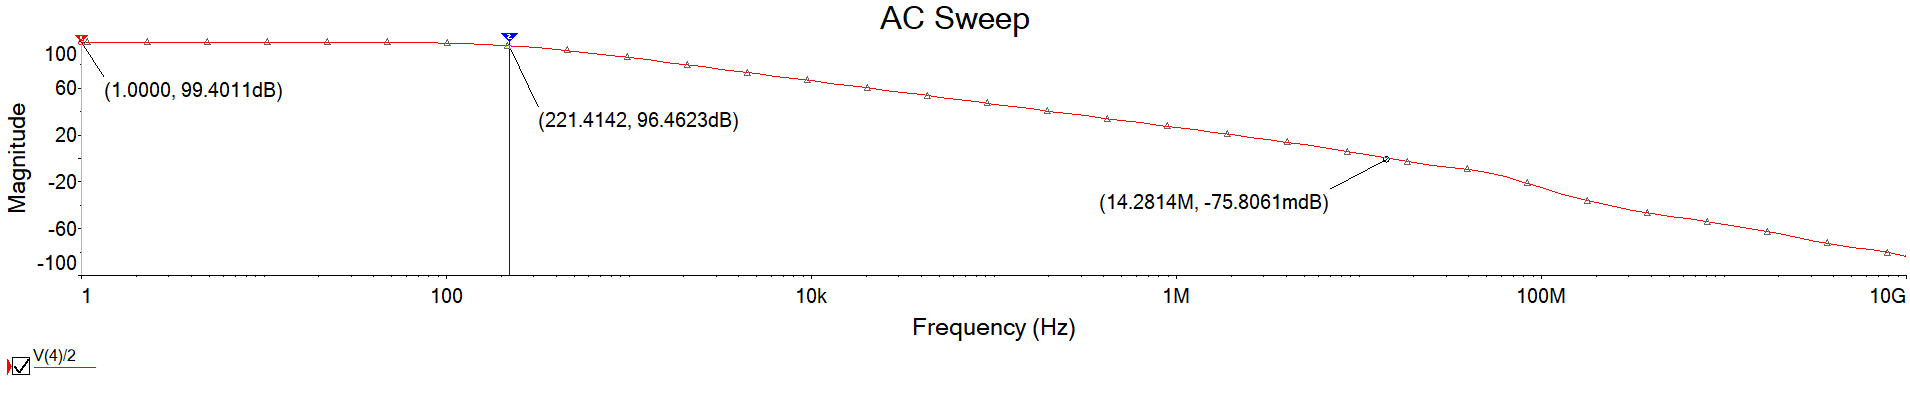 AC Sweep
100
(1.0000, 99.4011dB)
60
(221.4142, 96.4623dB)
20
Magnitude
-20
(14.2814M, -75.8061mdB)
-60
-100
1 100 10k 1M 100M 10G
Frequency (Hz)
V(4)/2